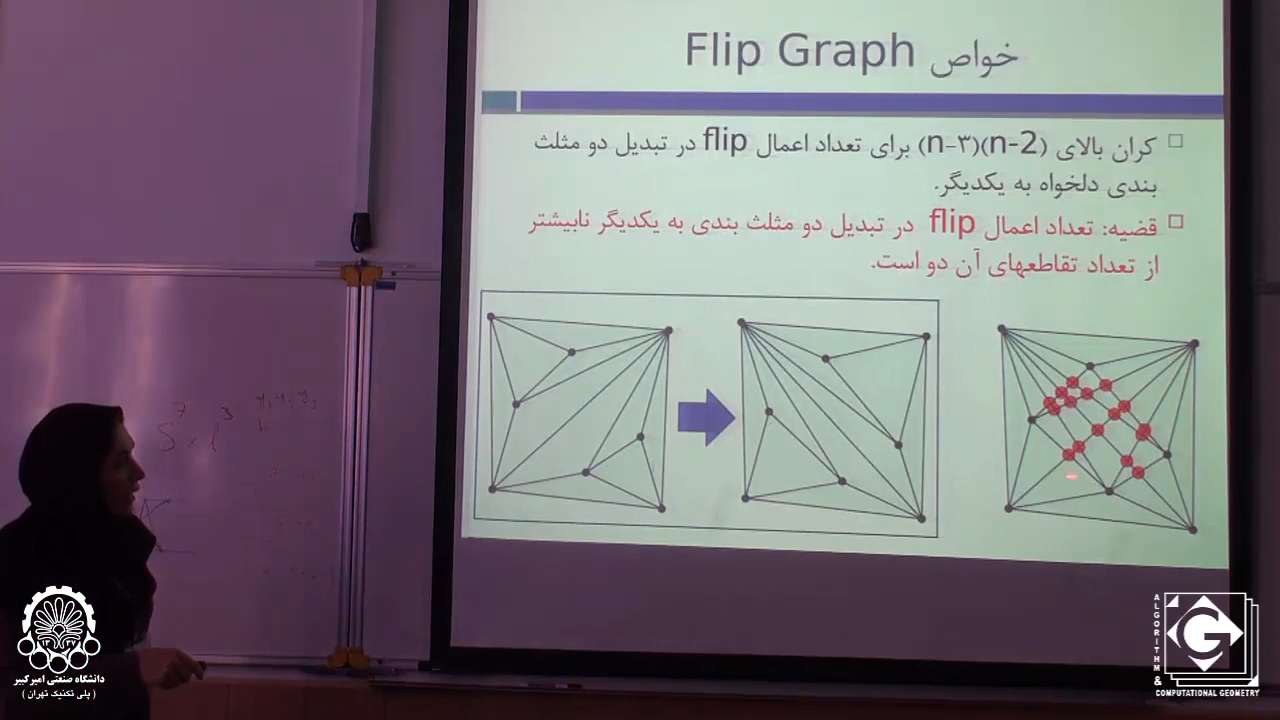 خواص Flip Graph
کران بالای (n-2)(n-۳) برای تعداد اعمال flip در تبدیل دو مثلث
بندی دلخواه به یکدیگر.
قضیه: تعداد اعمال flip در تبدیل دو مثلث بندی به یکدیگر نابیشتر
از تعداد تقاطعهای آن دو است.
دانشگاه صنعتی امیرکبیر
( پلی تکنیک تهران )
ALGORITHM &
COMPUTATIONAL GEOMETRY
G